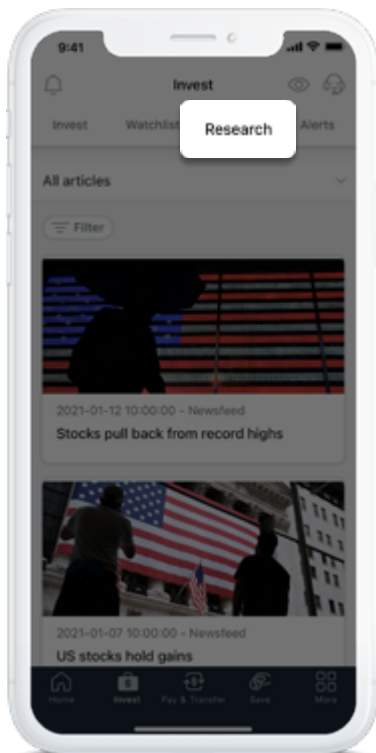 9:41
Invest
Invest Watchlist Research Alerts
All articles
Filter
2021-01-12 10:00:00 - Newsfeed
Stocks pull back from record highs
2021-01-07 10:00:00 - Newsfeed
US stocks hold gains
Home Invest Pay & Transfer Save More